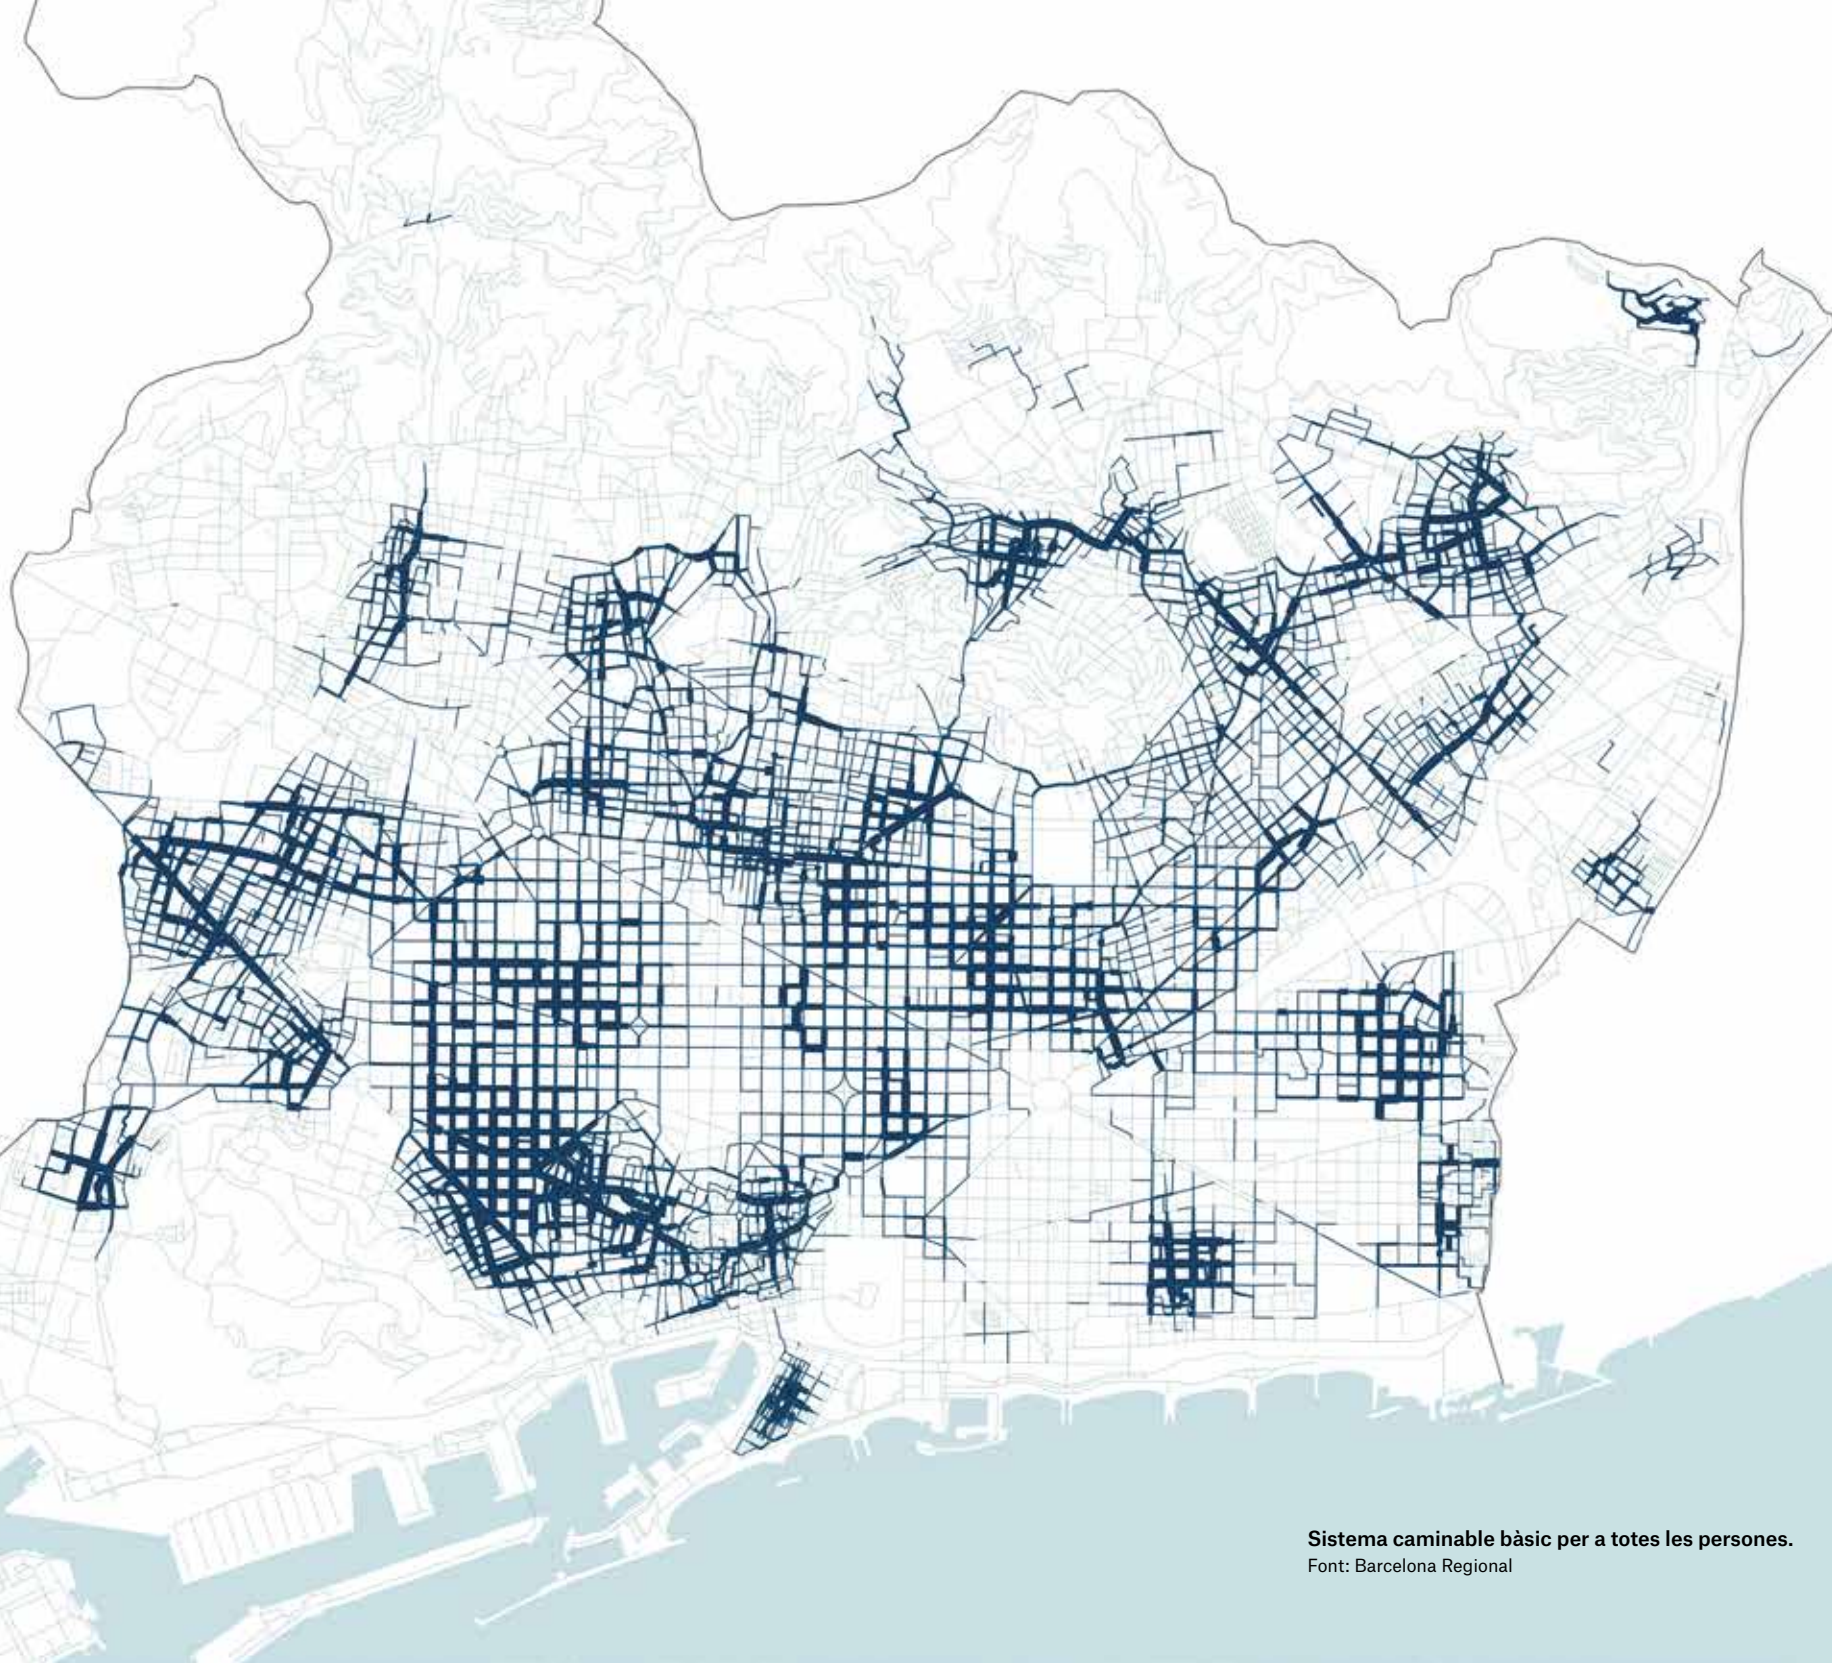 Sistema caminable bàsic per a totes les persones.
Font: Barcelona Regional